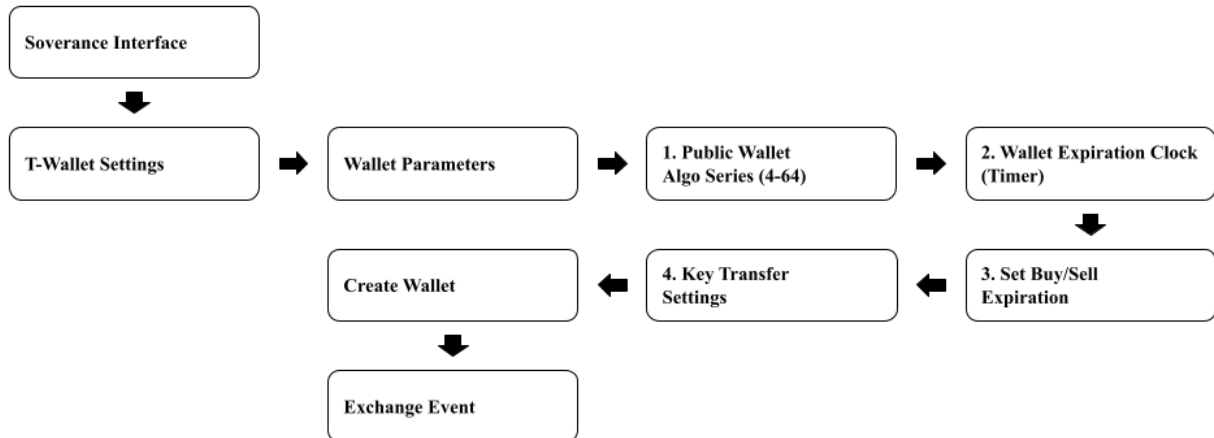 Soverance Interface
T-Wallet Settings
Wallet Parameters
1. Public Wallet
Algo Series (4-64)
2. Wallet Expiration Clock
(Timer)
3. Set Buy/Sell
Expiration
4. Key Transfer
Settings
Create Wallet
Exchange Event